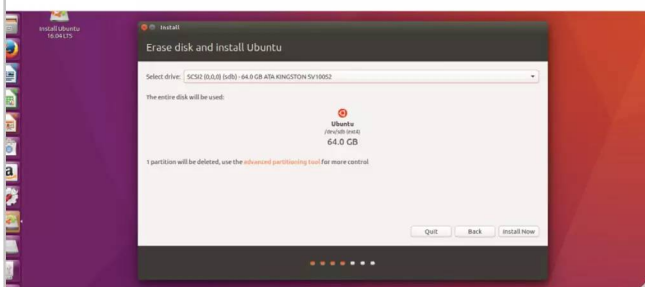 Install Ubuntu
16.04 LTS
Install
Erase disk and install Ubuntu
Select drive: SCSI2 (0,0,0) (sdb) - 64.0 GB ATA KINGSTON SV100S2
The entire disk will be used:
Ubuntu
/dev/sdb (ext4)
64.0 GB
1 partition will be deleted, use the advanced partitioning tool for more control
Quit
Back
Install Now